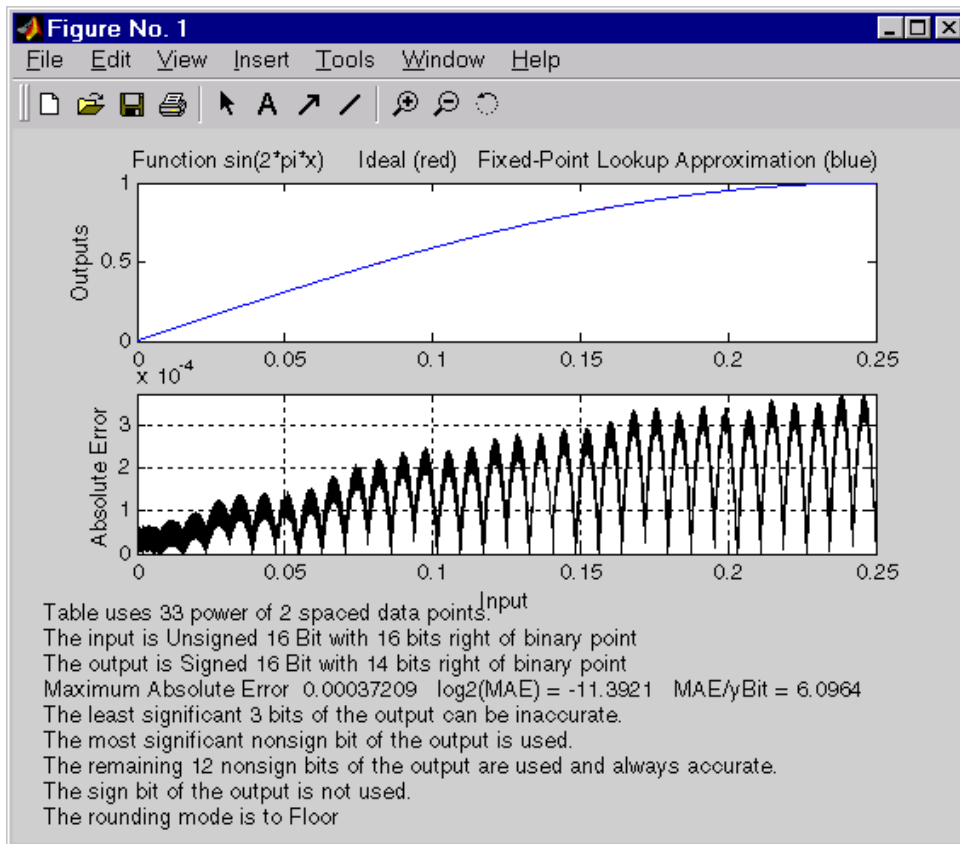 Figure No. 1
File Edit View Insert Tools Window Help
A
Function sin(2*pi*x) Ideal (red) Fixed-Point Lookup Approximation (blue)
1
0.5
0
Outputs
0 0.05 0.1 0.15 0.2 0.25
x 10^-4
3
2
1
0
Absolute Error
0 0.05 0.1 0.15 0.2 0.25
Input
Table uses 33 power of 2 spaced data points.
The input is Unsigned 16 Bit with 16 bits right of binary point
The output is Signed 16 Bit with 14 bits right of binary point
Maximum Absolute Error 0.00037209 log2(MAE) = -11.3921 MAE/yBit = 6.0964
The least significant 3 bits of the output can be inaccurate.
The most significant nonsign bit of the output is used.
The remaining 12 nonsign bits of the output are used and always accurate.
The sign bit of the output is not used.
The rounding mode is to Floor